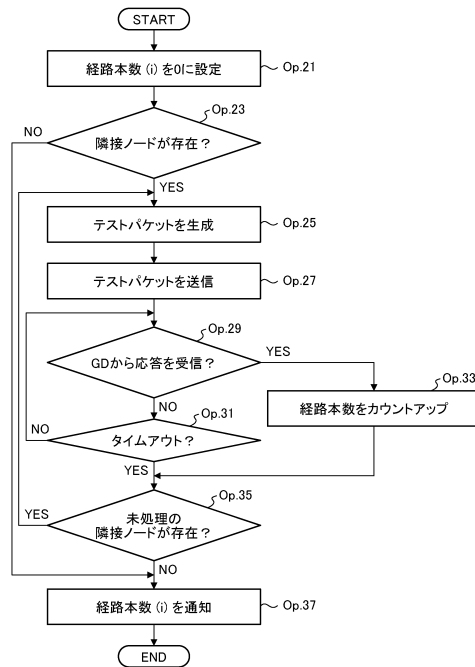 START
経路本数 (i) を0に設定
Op.21
Op.23
NO
隣接ノードが存在？
YES
テストパケットを生成
Op.25
テストパケットを送信
Op.27
Op.29
GDから応答を受信？
YES
Op.33
経路本数をカウントアップ
NO
Op.31
NO
タイムアウト？
YES
Op.35
YES
未処理の
隣接ノードが存在？
NO
経路本数 (i) を通知
Op.37
END